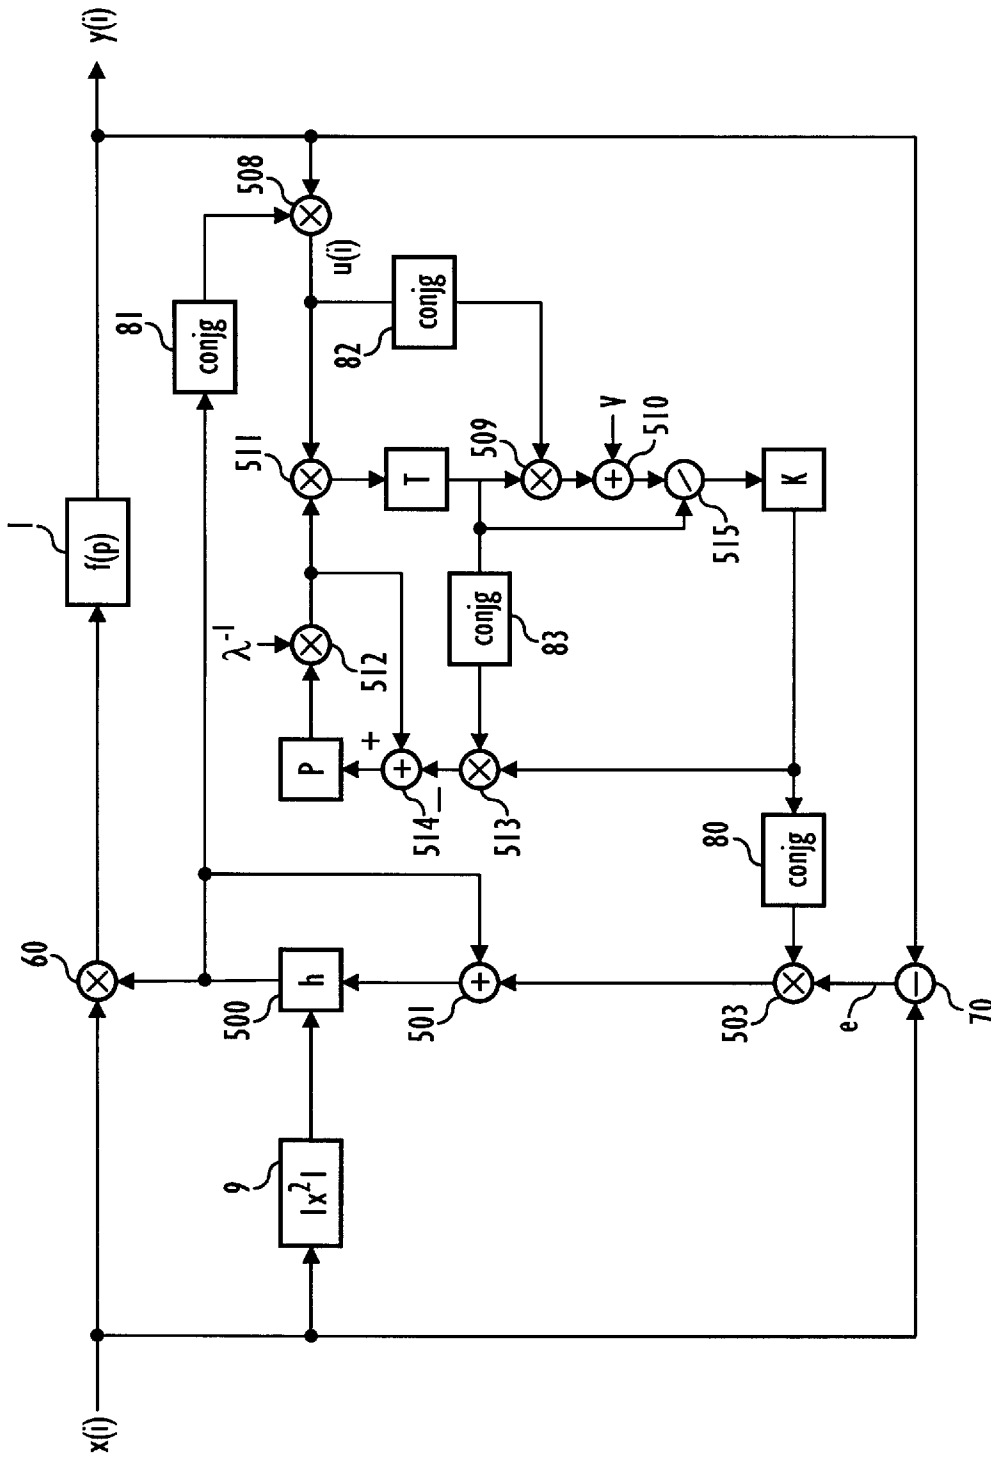 x(i)
60
1
f(p)
y(i)
81
conjg
508
u(i)
9
|x²|
500
h
P
λ⁻¹
512
511
T
82
conjg
+
514
−
501
513
conjg
83
509
V
510
515
K
80
conjg
503
e
70